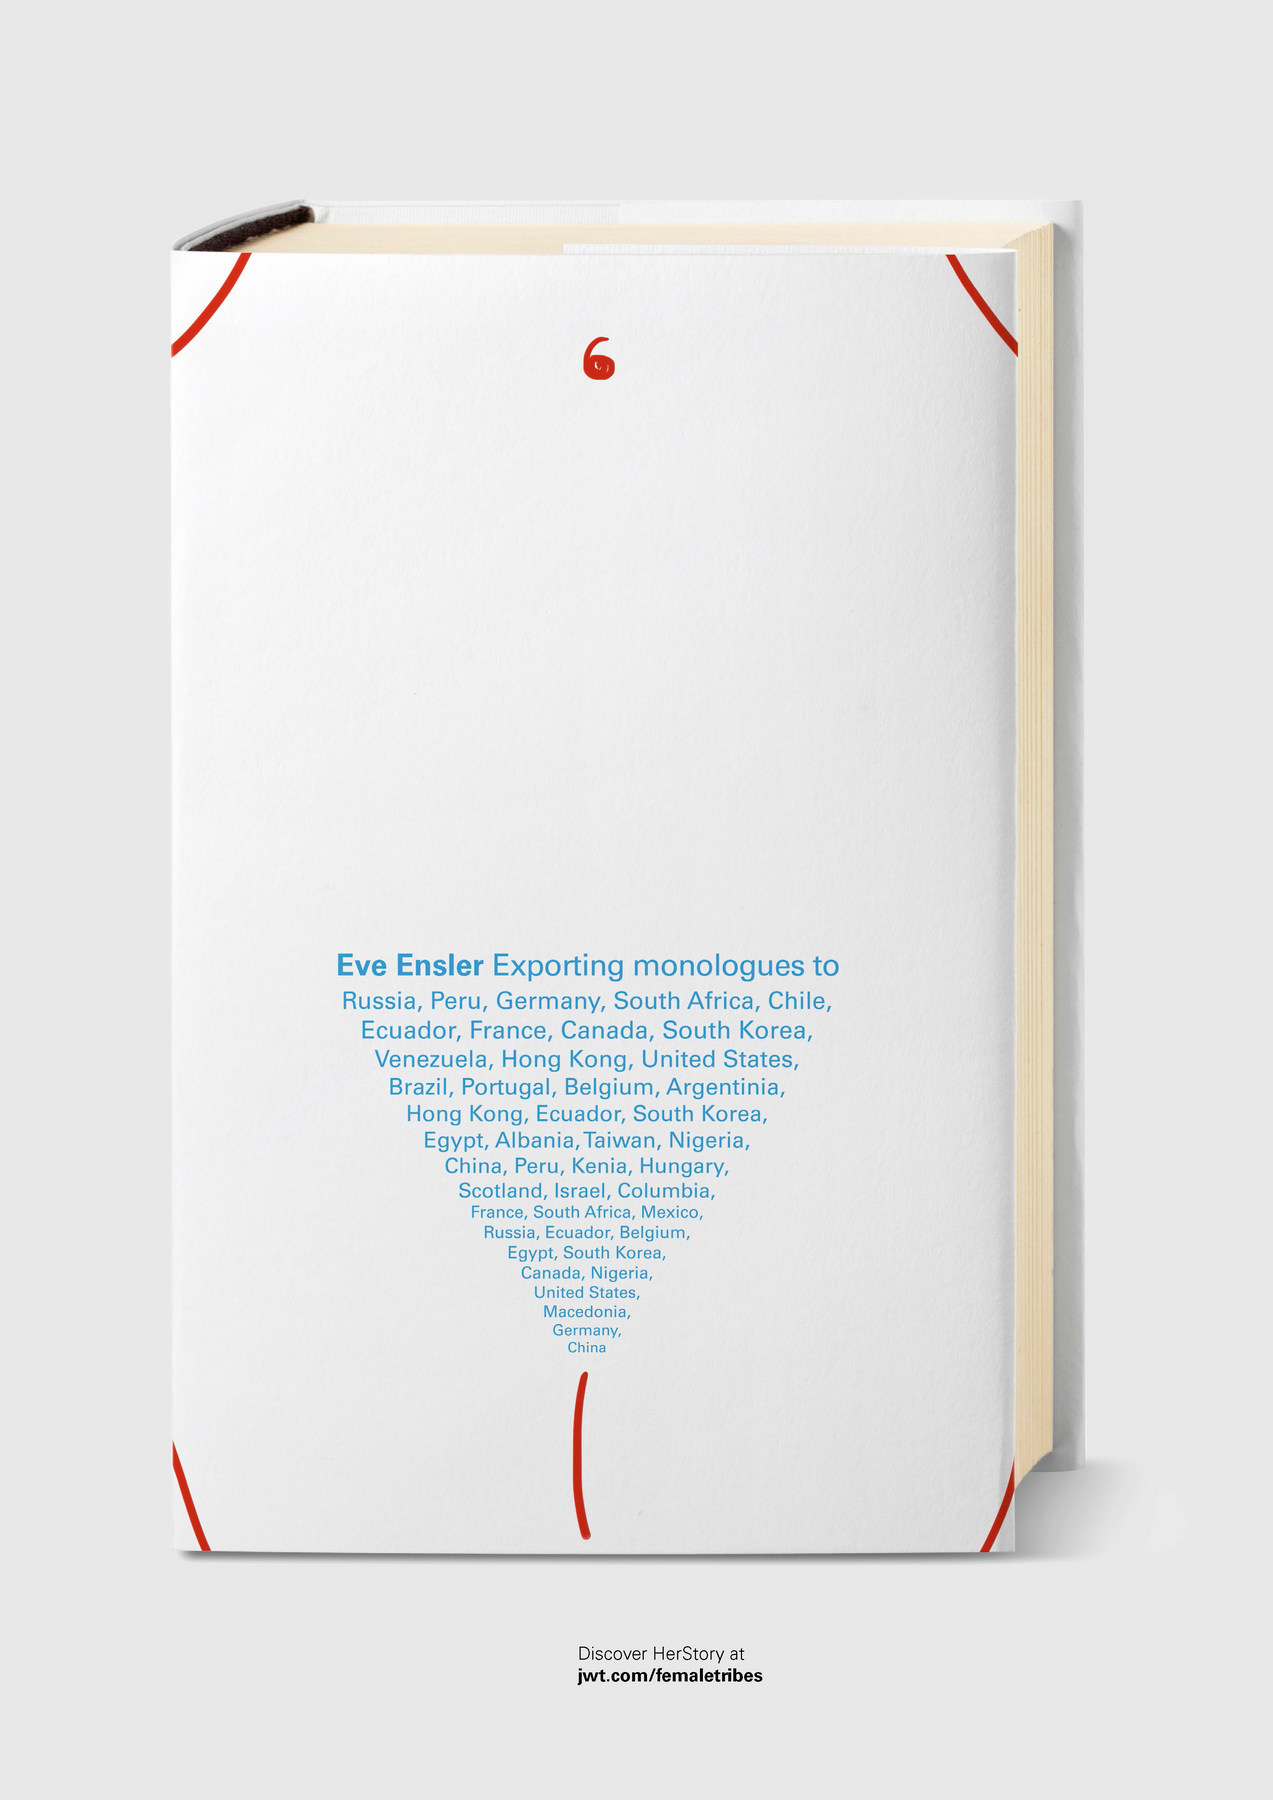 Eve Ensler Exporting monologues to
Russia, Peru, Germany, South Africa, Chile,
Ecuador, France, Canada, South Korea,
Venezuela, Hong Kong, United States,
Brazil, Portugal, Belgium, Argentinia,
Hong Kong, Ecuador, South Korea,
Egypt, Albania, Taiwan, Nigeria,
China, Peru, Kenia, Hungary,
Scotland, Israel, Columbia,
France, South Africa, Mexico,
Russia, Ecuador, Belgium,
Egypt, South Korea,
Canada, Nigeria,
United States,
Macedonia,
Germany,
China
Discover HerStory at
jwt.com/femaletribes